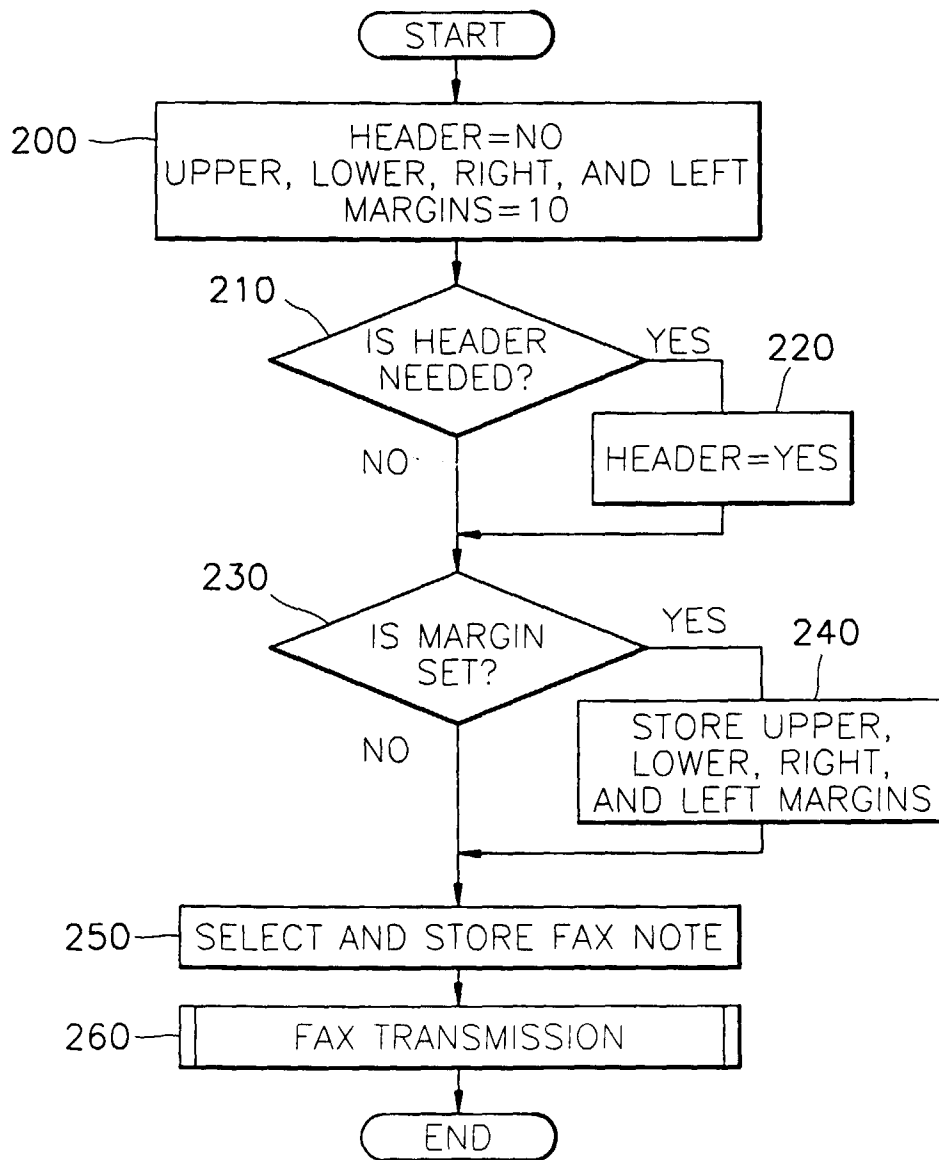 START
200
HEADER=NO
UPPER, LOWER, RIGHT, AND LEFT
MARGINS=10
210
IS HEADER
NEEDED?
YES
220
HEADER=YES
NO
230
IS MARGIN
SET?
YES
240
STORE UPPER,
LOWER, RIGHT,
AND LEFT MARGINS
NO
250
SELECT AND STORE FAX NOTE
260
FAX TRANSMISSION
END